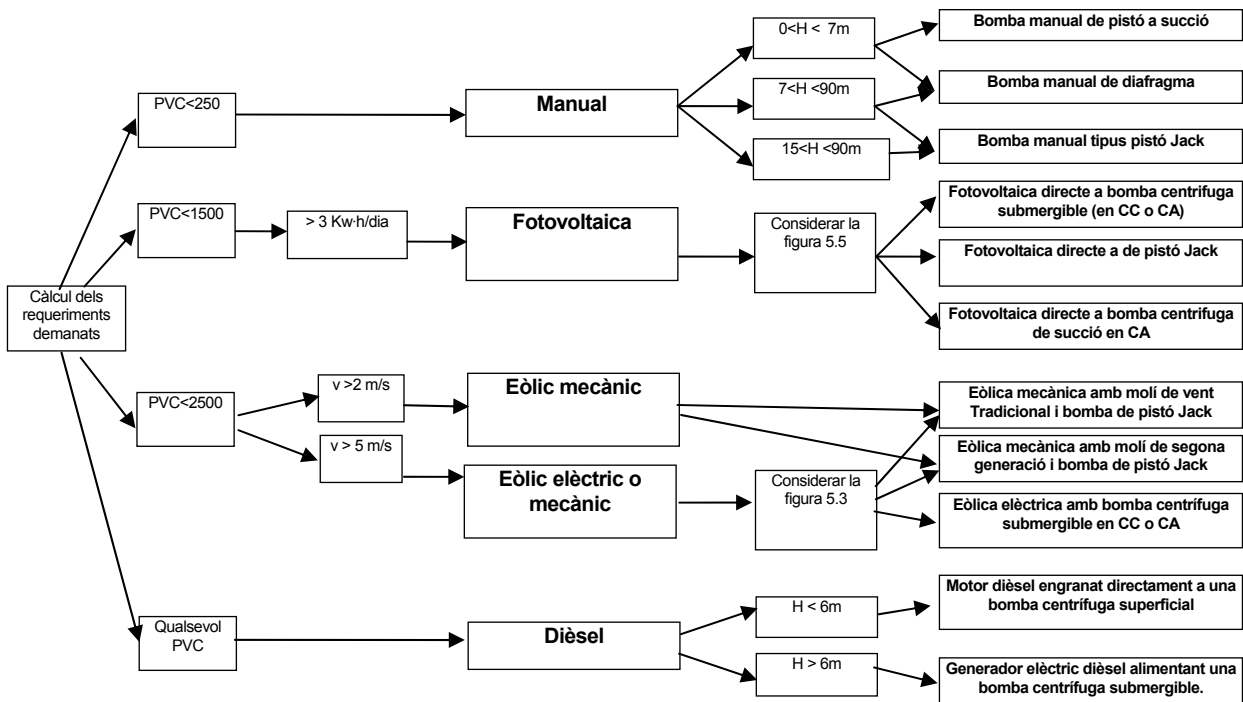 0<H < 7m
Bomba manual de pistó a succió
PVC<250
Manual
7<H <90m
Bomba manual de diafragma
15<H <90m
Bomba manual tipus pistó Jack
PVC<1500
> 3 Kw·h/dia
Fotovoltaica
Considerar la
figura 5.5
Fotovoltaica directe a bomba centrifuga
submergible (en CC o CA)
Fotovoltaica directe a de pistó Jack
Fotovoltaica directe a bomba centrifuga
de succió en CA
Càlcul dels
requeriments
demanats
PVC<2500
v >2 m/s
Eòlic mecànic
Eòlica mecànica amb molí de vent
Tradicional i bomba de pistó Jack
v > 5 m/s
Eòlic elèctric o
mecànic
Considerar la
figura 5.3
Eòlica mecànica amb molí de segona
generació i bomba de pistó Jack
Eòlica elèctrica amb bomba centrífuga
submergible en CC o CA
Qualsevol
PVC
Dièsel
H < 6m
Motor dièsel engranat directament a una
bomba centrífuga superficial
H > 6m
Generador elèctric dièsel alimentant una
bomba centrífuga submergible.